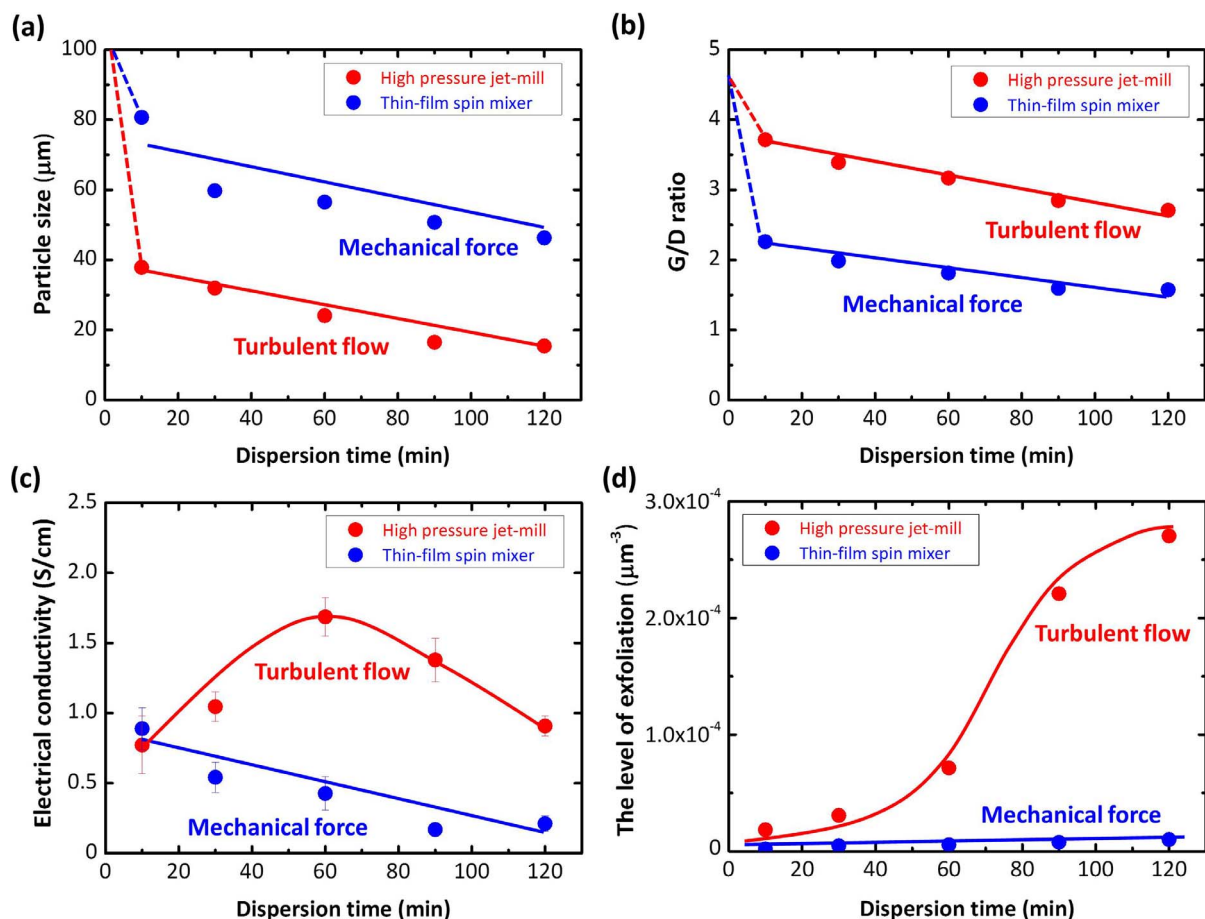 (a)
100
80
60
40
20
0
Particle size (μm)
High pressure jet-mill
Thin-film spin mixer
Mechanical force
Turbulent flow
0 20 40 60 80 100 120
Dispersion time (min)
(b)
5
4
3
2
1
0
G/D ratio
High pressure jet-mill
Thin-film spin mixer
Turbulent flow
Mechanical force
0 20 40 60 80 100 120
Dispersion time (min)
(c)
2.5
2.0
1.5
1.0
0.5
0
Electrical conductivity (S/cm)
High pressure jet-mill
Thin-film spin mixer
Turbulent flow
Mechanical force
0 20 40 60 80 100 120
Dispersion time (min)
(d)
3.0x10⁻⁴
2.0x10⁻⁴
1.0x10⁻⁴
0
The level of exfoliation (μm⁻³)
High pressure jet-mill
Thin-film spin mixer
Turbulent flow
Mechanical force
0 20 40 60 80 100 120
Dispersion time (min)